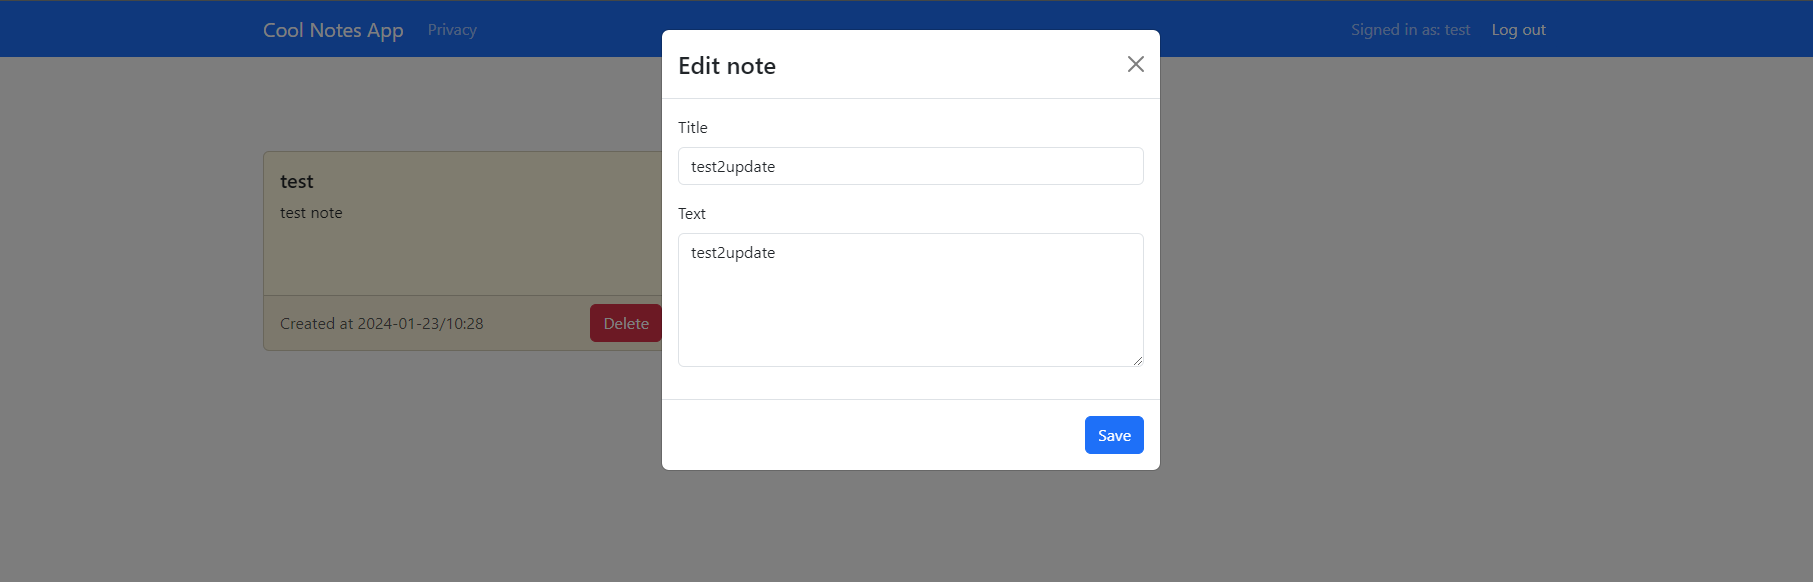 Cool Notes App Privacy Signed in as: test Log out
Edit note
Title
test2update
Text
test2update
Save
test
test note
Created at 2024-01-23/10:28 Delete